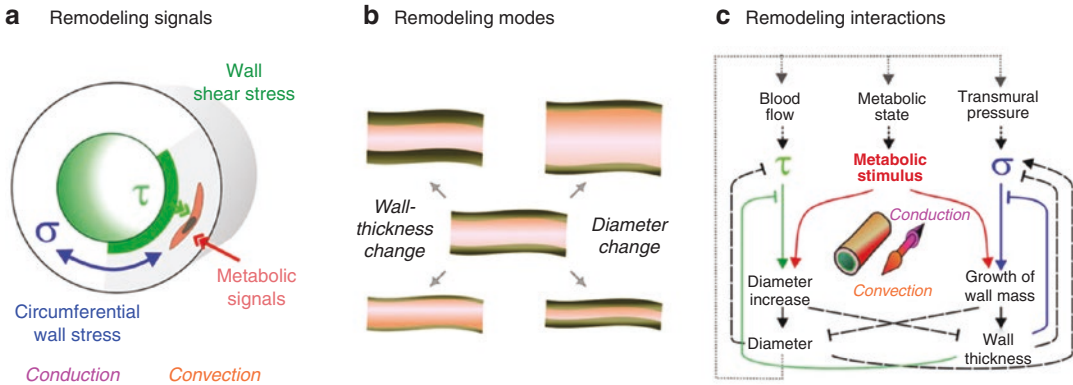 a Remodeling signals
Wall
shear stress
τ
σ
Metabolic
signals
Circumferential
wall stress
Conduction Convection
b Remodeling modes
Wall-
thickness
change
Diameter
change
c Remodeling interactions
Blood
flow
Metabolic
state
Transmural
pressure
τ
Metabolic
stimulus
σ
Conduction
Convection
Diameter
increase
Growth of
wall mass
Diameter
Wall
thickness